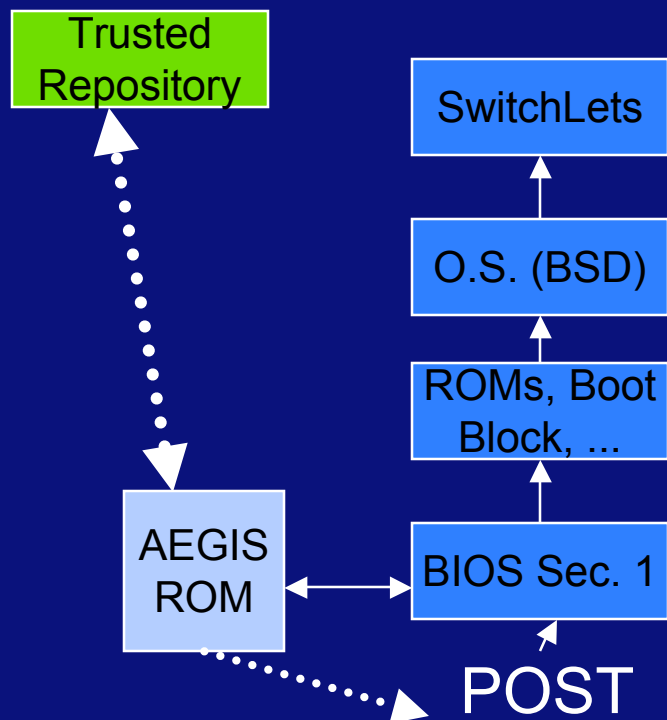 Trusted
Repository
SwitchLets
O.S. (BSD)
ROMs, Boot
Block, ...
AEGIS
ROM
BIOS Sec. 1
POST